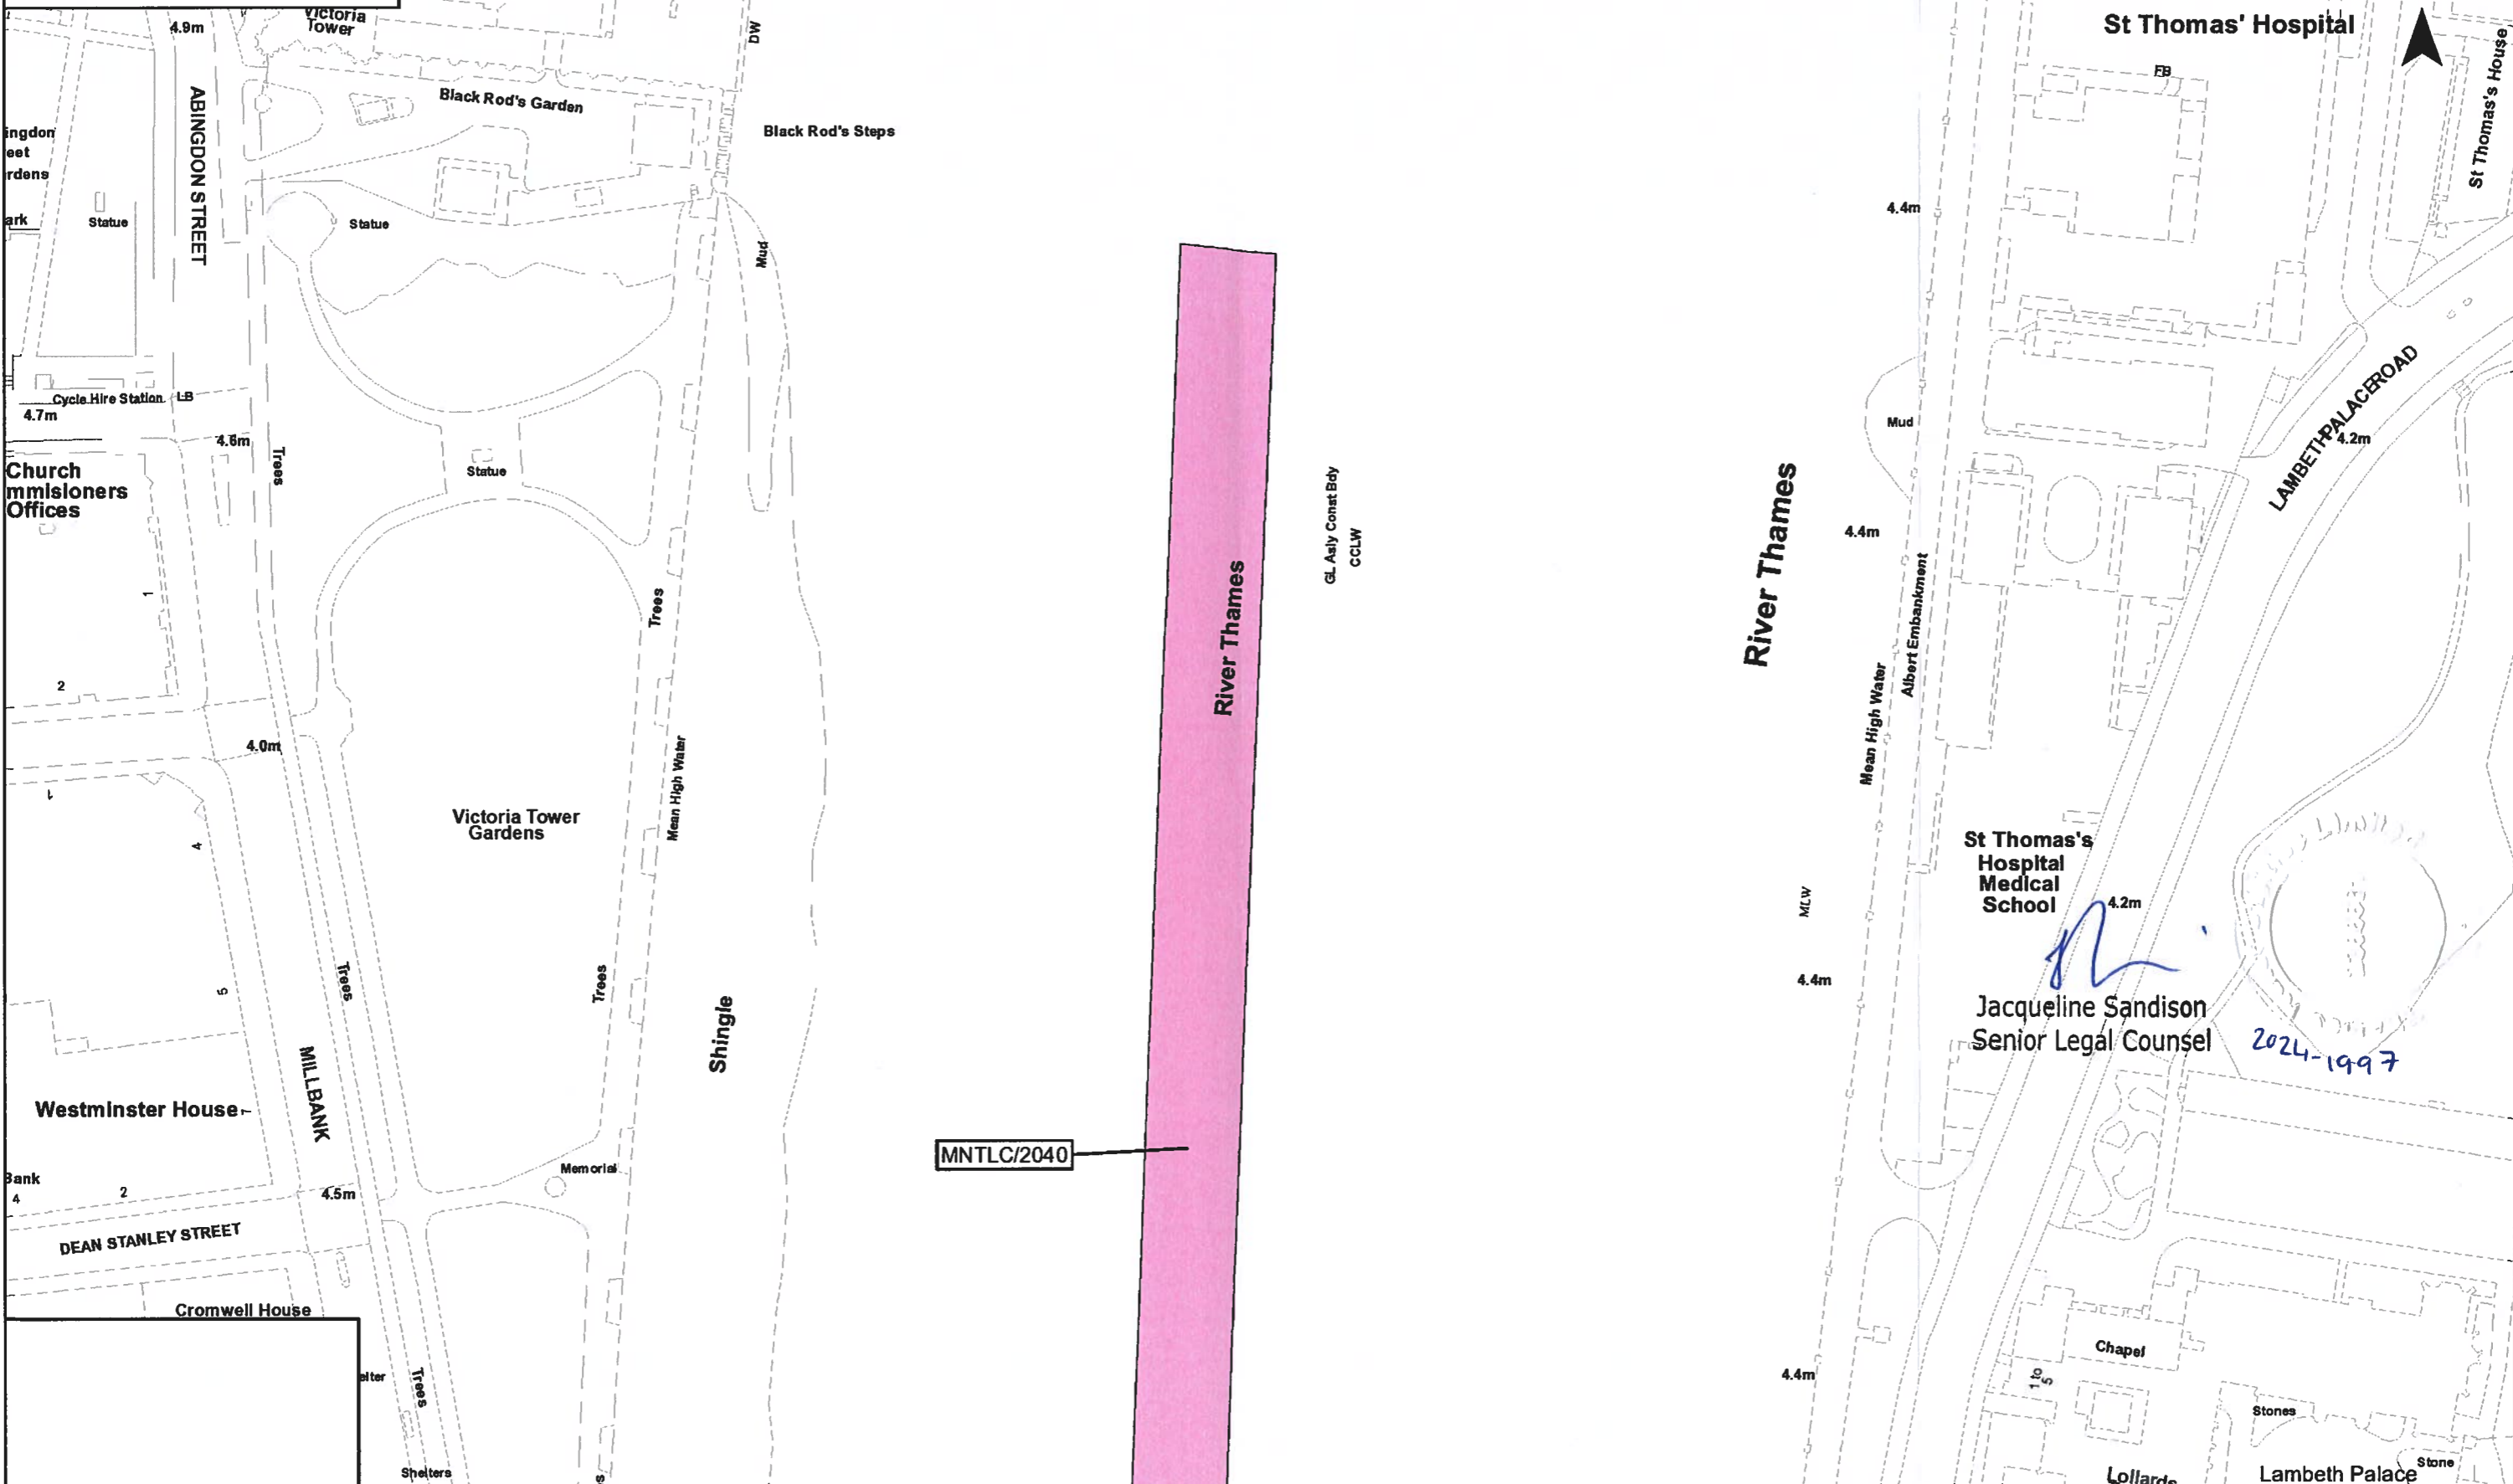 Victoria
Tower
4.9m
DW
St Thomas' Hospital
FB
St Thomas's House
ABINGDON STREET
Black Rod's Garden
Black Rod's Steps
ingdon
eet
rdens
ark
Statue
Statue
Mud
4.4m
Cycle Hire Station
LB
4.7m
4.6m
Trees
Church
mmissioners
Offices
Statue
Mud
LAMBETH PALACE ROAD
4.2m
GL Asly Const Bdy
CCLW
River Thames
River Thames
4.4m
Albert Embankment
1
Trees
2
4.0m
Mean High Water
Mean High Water
1
4
Victoria Tower
Gardens
St Thomas's
Hospital
Medical
School
4.2m
MLW
4.4m
5
Trees
Trees
Shingle
Jacqueline Sandison
Senior Legal Counsel
2024-1997
MILLBANK
Westminster House
7
MNTLC/2040
Memorial
Bank
4
2
4.5m
DEAN STANLEY STREET
Cromwell House
elter
Trees
Shelters
s
4.4m
Chapel
1 to
5
Stones
Stone
Lollards
Lambeth Palace